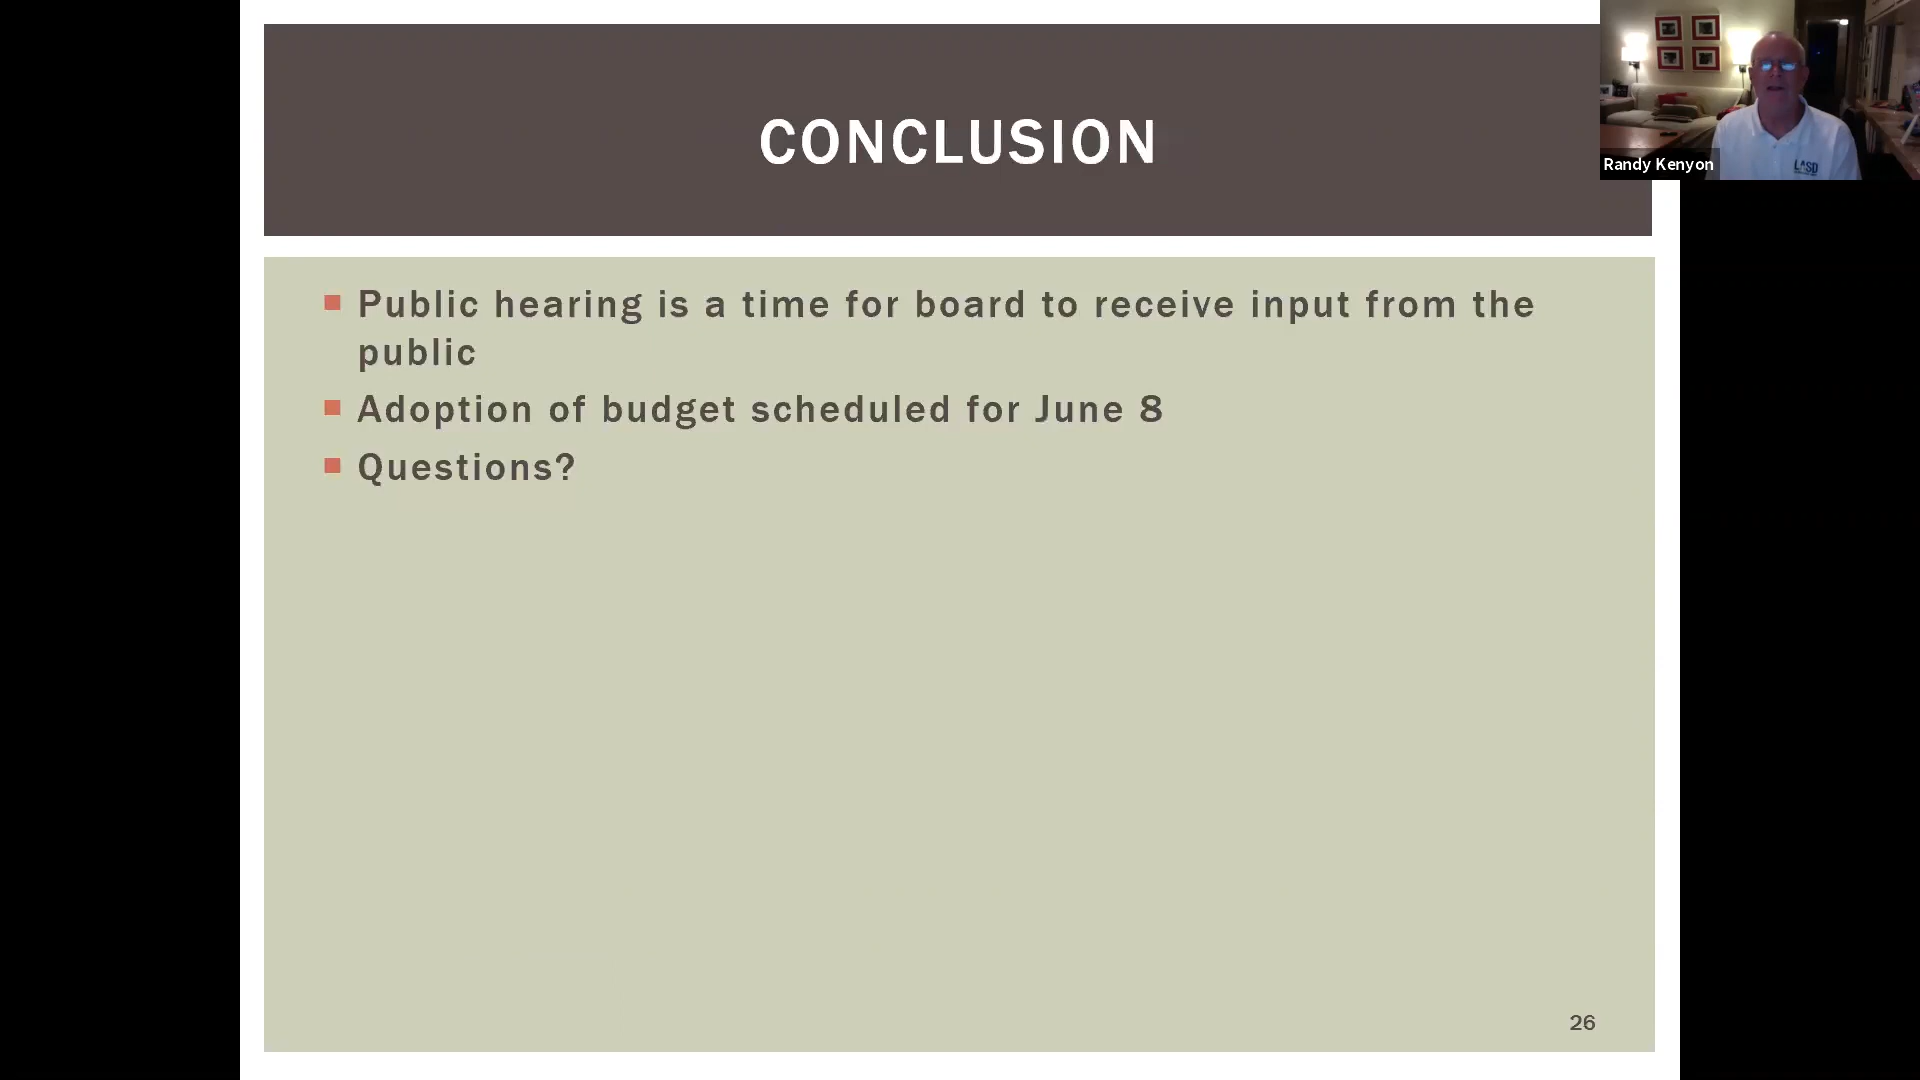 CONCLUSION
Randy Kenyon
LASD
Public hearing is a time for board to receive input from the
public
Adoption of budget scheduled for June 8
Questions?
26